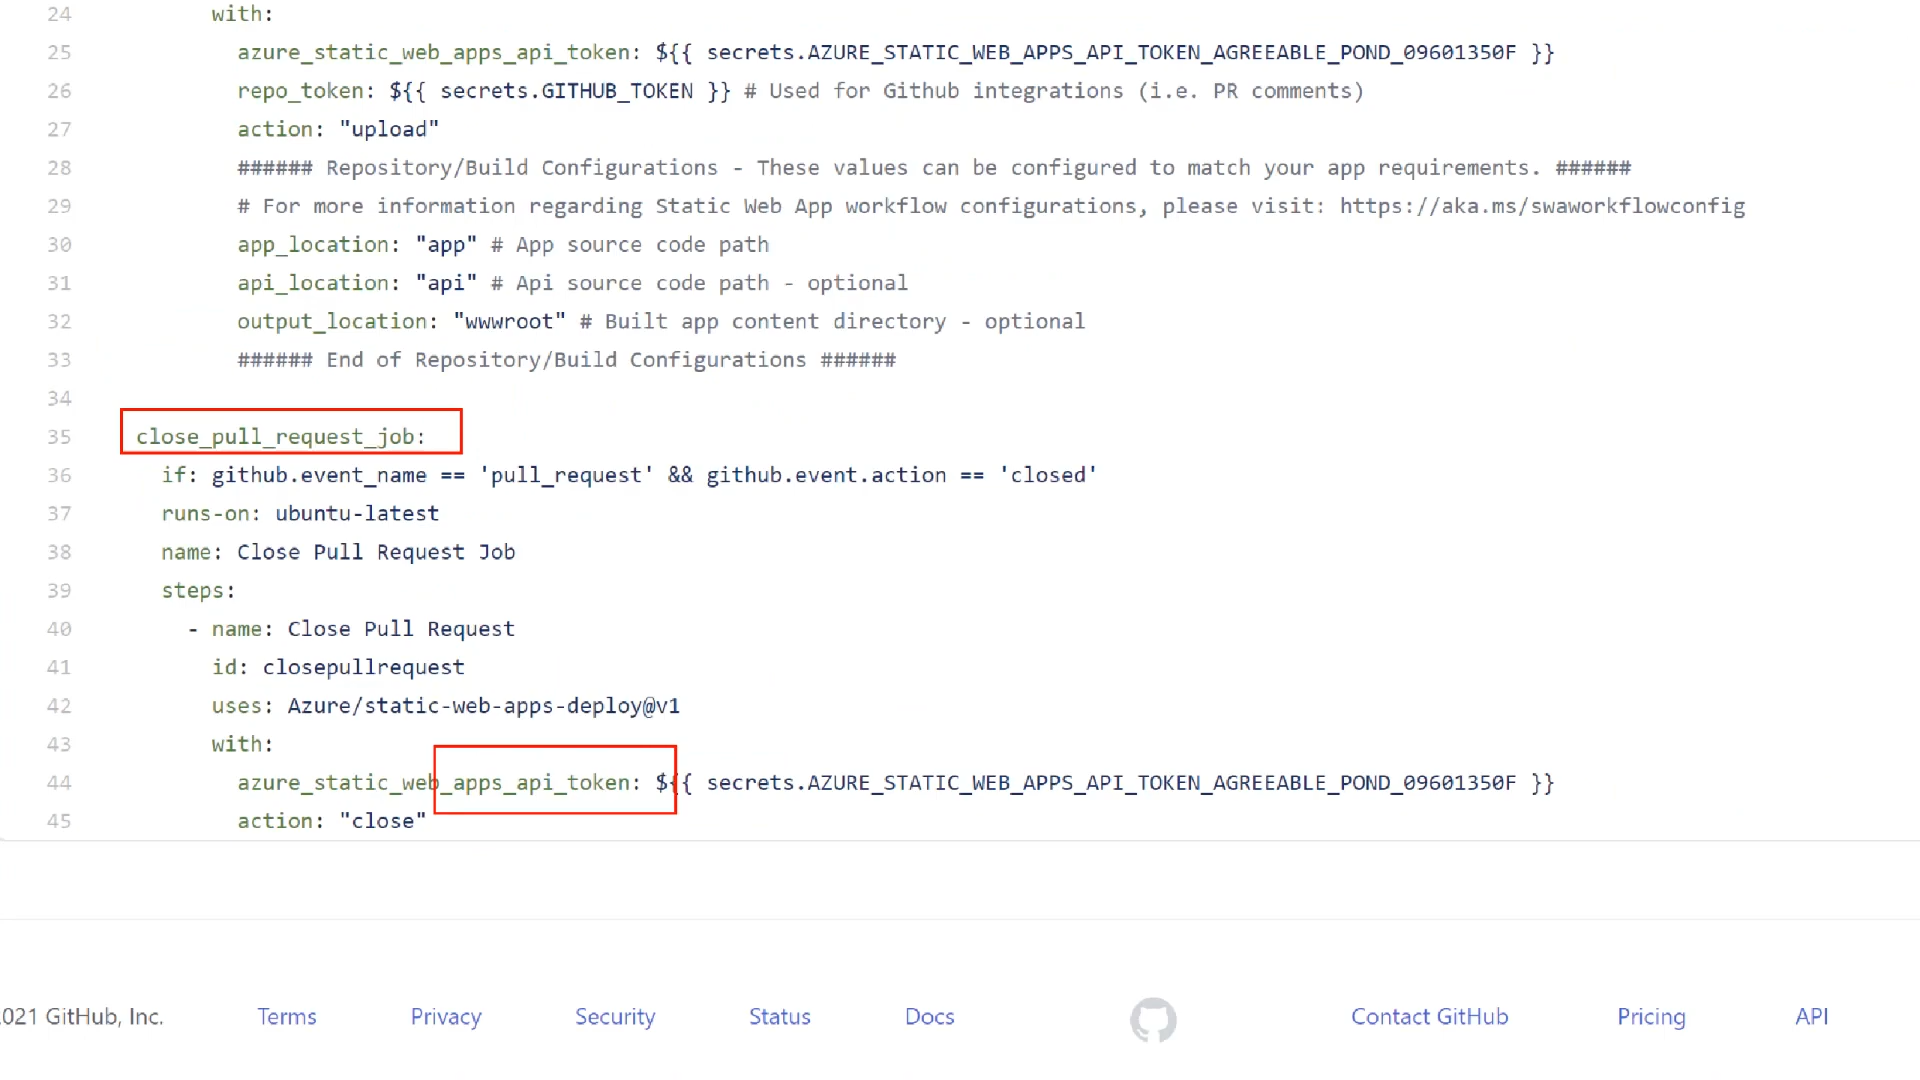 24 with:
25 azure_static_web_apps_api_token: ${{ secrets.AZURE_STATIC_WEB_APPS_API_TOKEN_AGREEABLE_POND_09601350F }}
26 repo_token: ${{ secrets.GITHUB_TOKEN }} # Used for Github integrations (i.e. PR comments)
27 action: "upload"
28 ###### Repository/Build Configurations - These values can be configured to match your app requirements. ######
29 # For more information regarding Static Web App workflow configurations, please visit: https://aka.ms/swaworkflowconfig
30 app_location: "app" # App source code path
31 api_location: "api" # Api source code path - optional
32 output_location: "wwwroot" # Built app content directory - optional
33 ###### End of Repository/Build Configurations ######
34
35 close_pull_request_job:
36 if: github.event_name == 'pull_request' && github.event.action == 'closed'
37 runs-on: ubuntu-latest
38 name: Close Pull Request Job
39 steps:
40 - name: Close Pull Request
41 id: closepullrequest
42 uses: Azure/static-web-apps-deploy@v1
43 with:
44 azure_static_web_apps_api_token: ${{ secrets.AZURE_STATIC_WEB_APPS_API_TOKEN_AGREEABLE_POND_09601350F }}
45 action: "close"
021 GitHub, Inc. Terms Privacy Security Status Docs Contact GitHub Pricing API